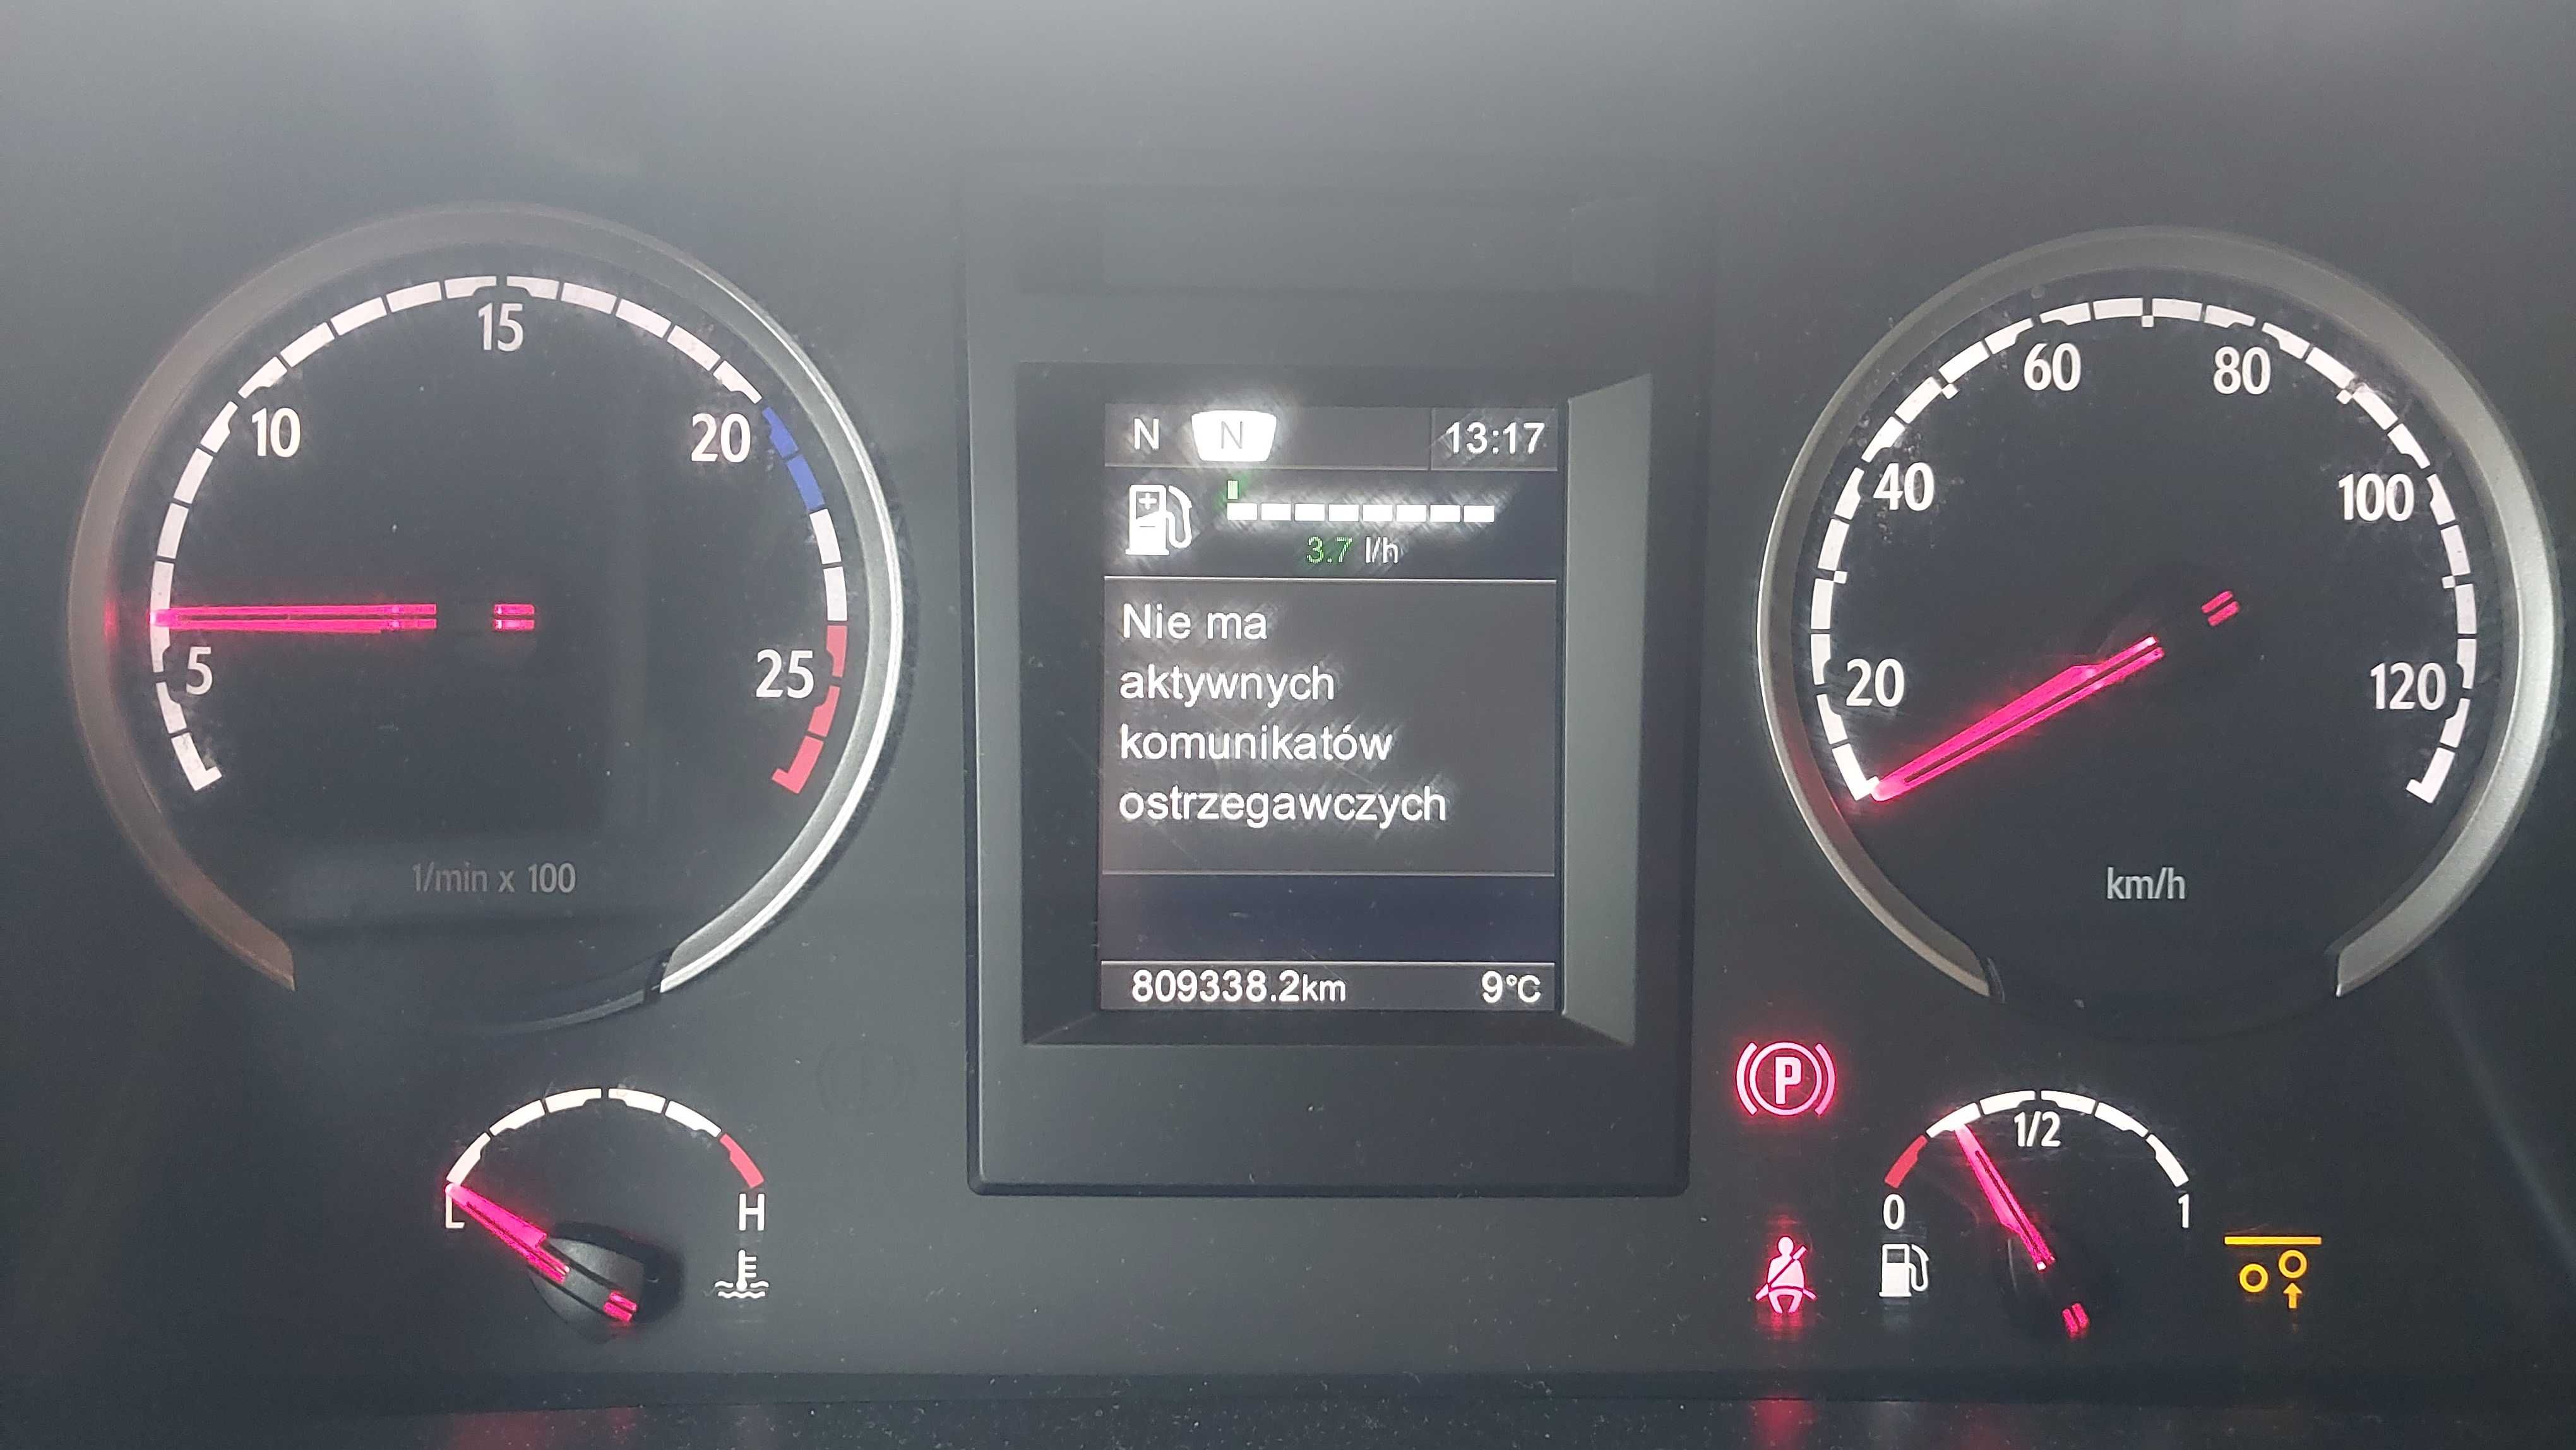 5
10
15
20
25
1/min x 100
L
H
N N 13:17
3.7 l/h
Nie ma
aktywnych
komunikatów
ostrzegawczych
809338.2km 9°C
20
40
60
80
100
120
km/h
P
0
1/2
1